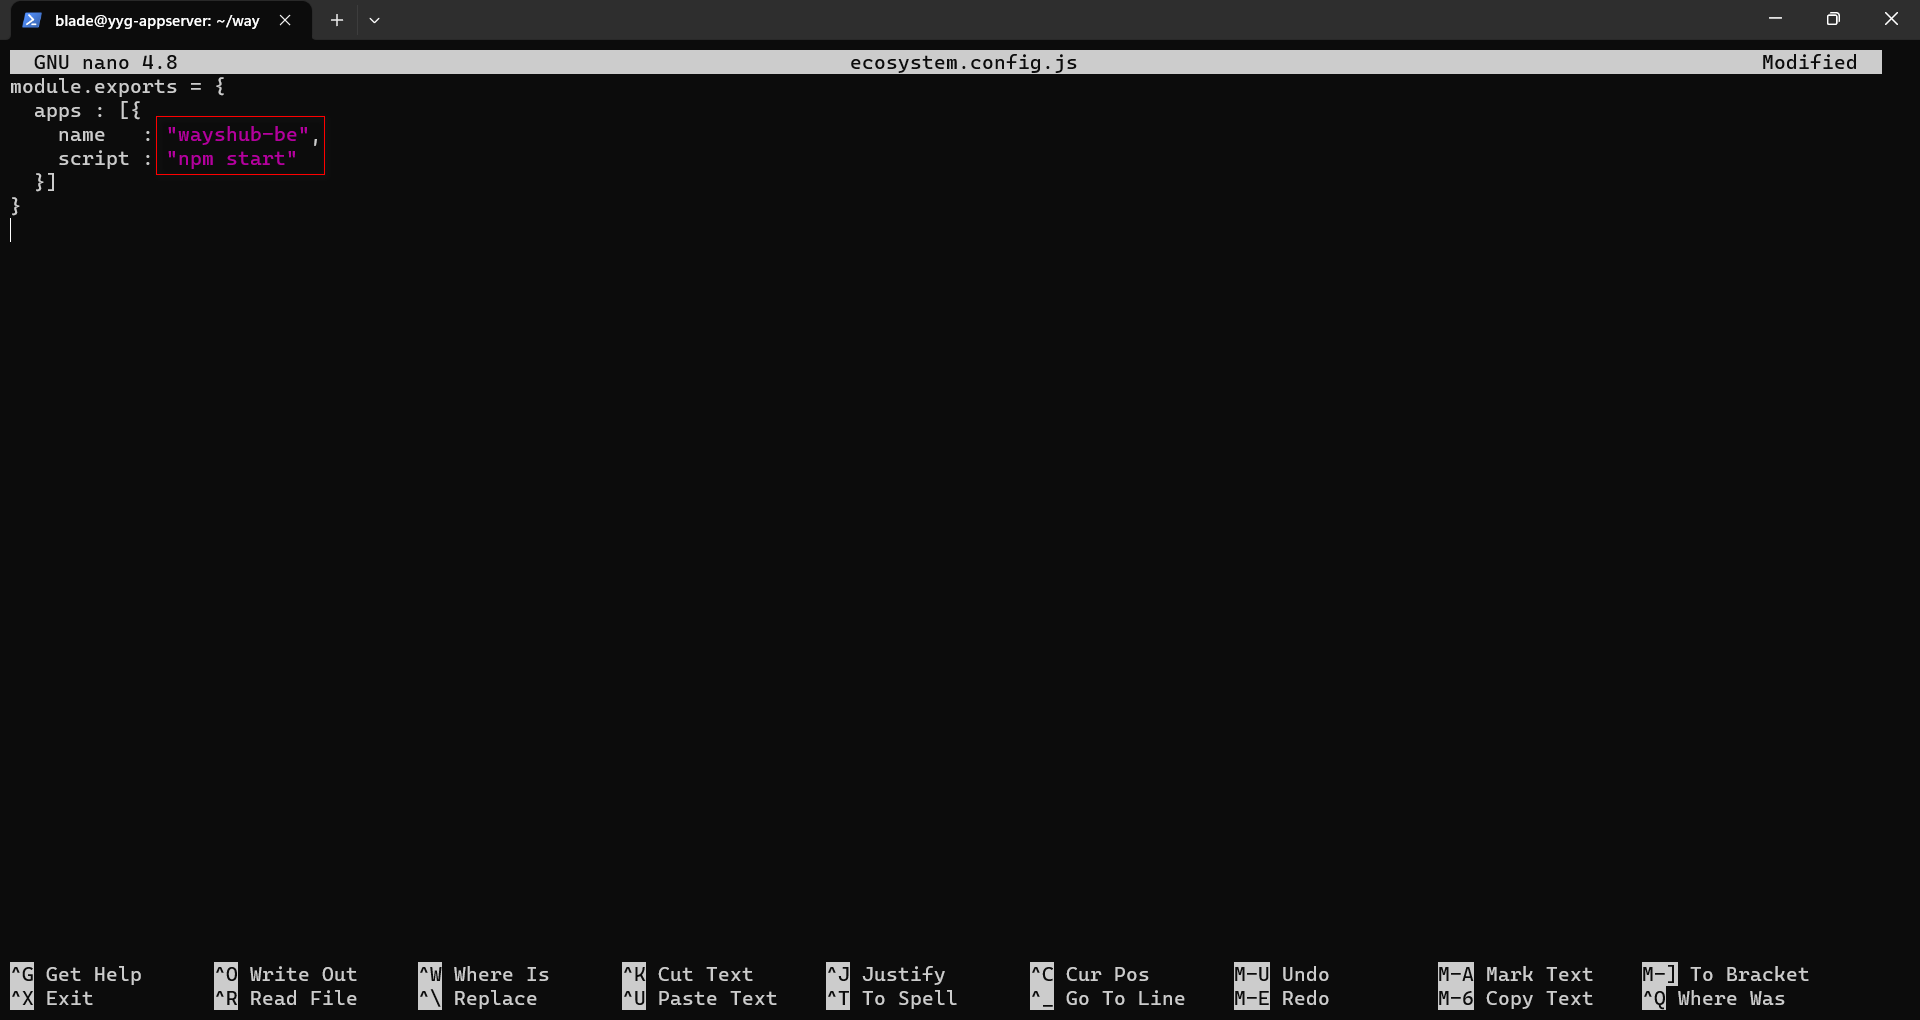 blade@yyg-appserver: ~/way
GNU nano 4.8 ecosystem.config.js Modified
module.exports = {
  apps : [{
    name   : "wayshub-be",
    script : "npm start"
  }]
}
^G Get Help ^O Write Out ^W Where Is ^K Cut Text ^J Justify ^C Cur Pos M-U Undo M-A Mark Text M-] To Bracket
^X Exit ^R Read File ^\ Replace ^U Paste Text ^T To Spell ^_ Go To Line M-E Redo M-6 Copy Text ^Q Where Was